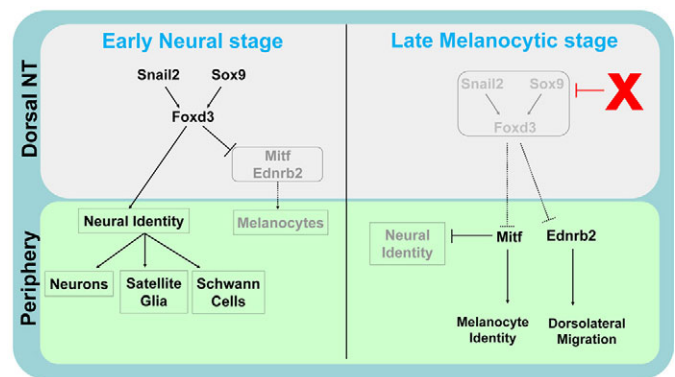 Early Neural stage
Late Melanocytic stage
Dorsal NT
Snail2
Sox9
Foxd3
Mitf
Ednrb2
Neural Identity
Melanocytes
Neurons
Satellite
Glia
Schwann
Cells
Snail2
Sox9
Foxd3
X
Periphery
Neural
Identity
Mitf
Ednrb2
Melanocyte
Identity
Dorsolateral
Migration